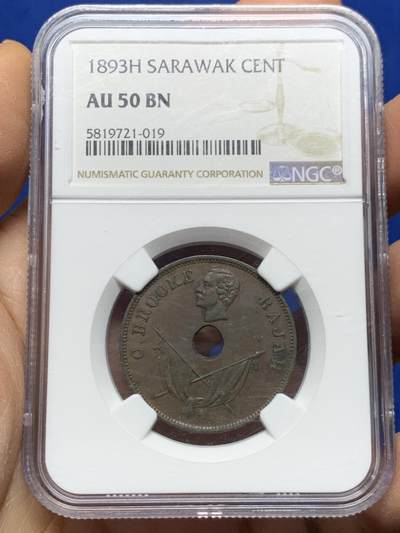 1893H SARAWAK CENT
AU 50 BN
5819721-019
NUMISMATIC GUARANTY CORPORATION
NGC®
C BROOKE RAJAH